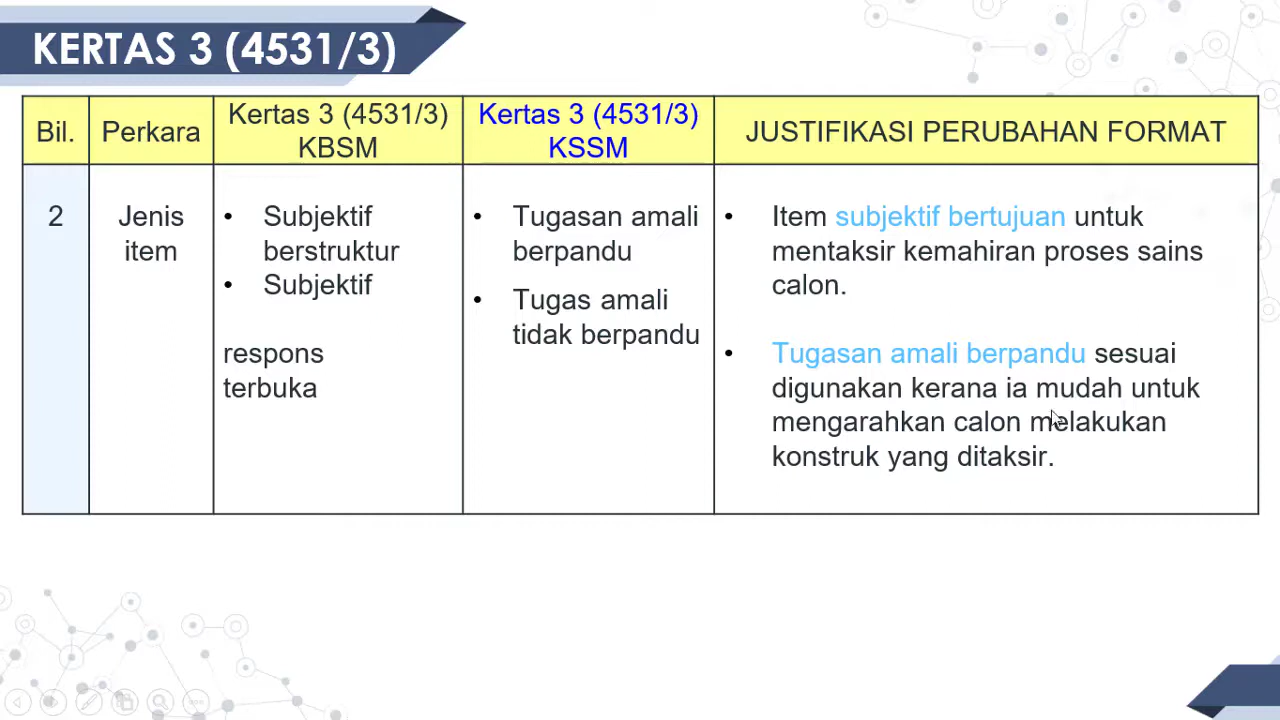 KERTAS 3 (4531/3)
Bil.
Perkara
Kertas 3 (4531/3)
KBSM
Kertas 3 (4531/3)
KSSM
JUSTIFIKASI PERUBAHAN FORMAT
2
Jenis
item
• Subjektif
berstruktur
• Subjektif
respons
terbuka
• Tugasan amali
berpandu
• Tugas amali
tidak berpandu
• Item subjektif bertujuan untuk
mentaksir kemahiran proses sains
calon.
• Tugasan amali berpandu sesuai
digunakan kerana ia mudah untuk
mengarahkan calon melakukan
konstruk yang ditaksir.